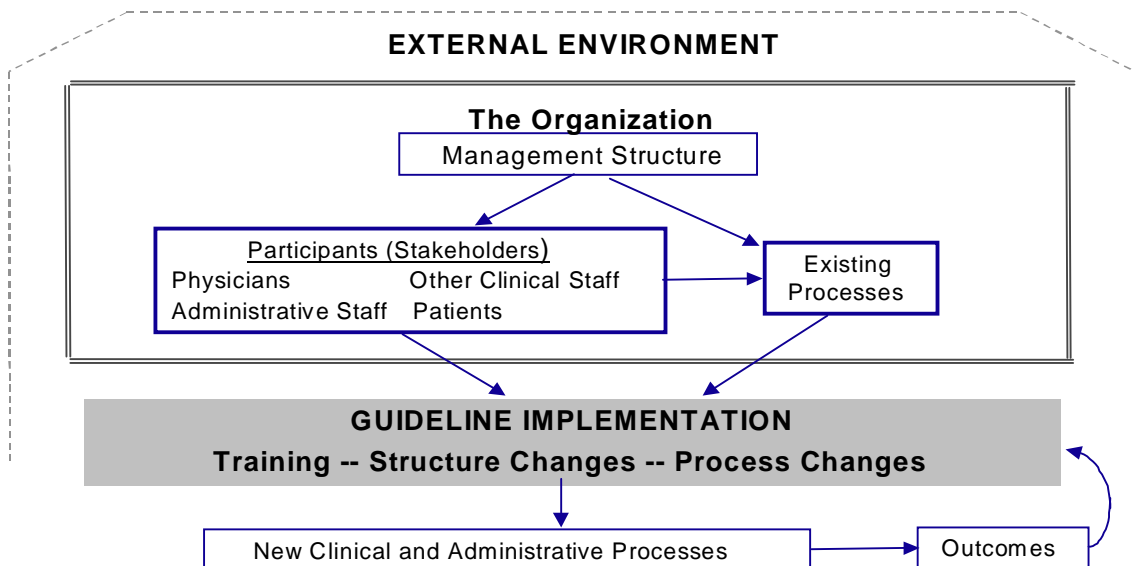 EXTERNAL ENVIRONMENT
The Organization
Management Structure
Participants (Stakeholders)
Physicians Other Clinical Staff
Administrative Staff Patients
Existing
Processes
GUIDELINE IMPLEMENTATION
Training -- Structure Changes -- Process Changes
New Clinical and Administrative Processes
Outcomes